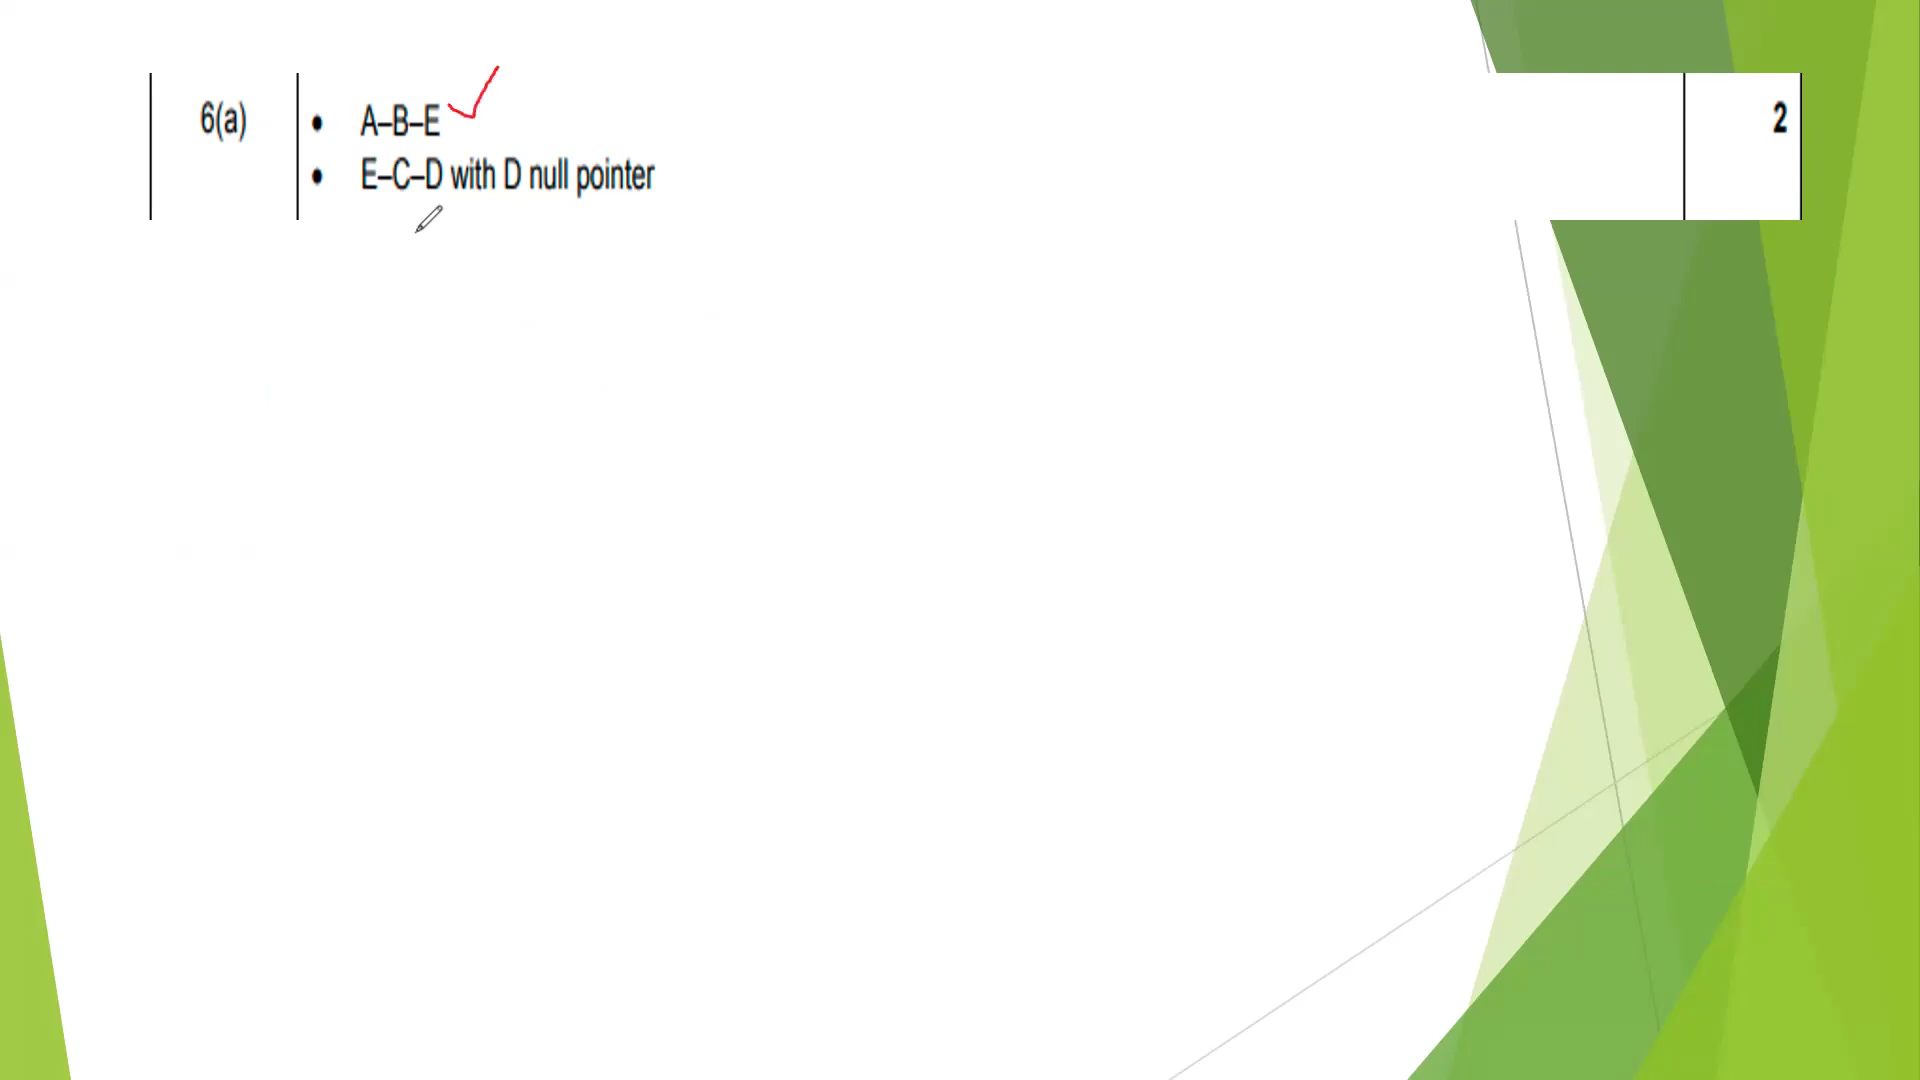 6(a) • A–B–E 2
• E–C–D with D null pointer